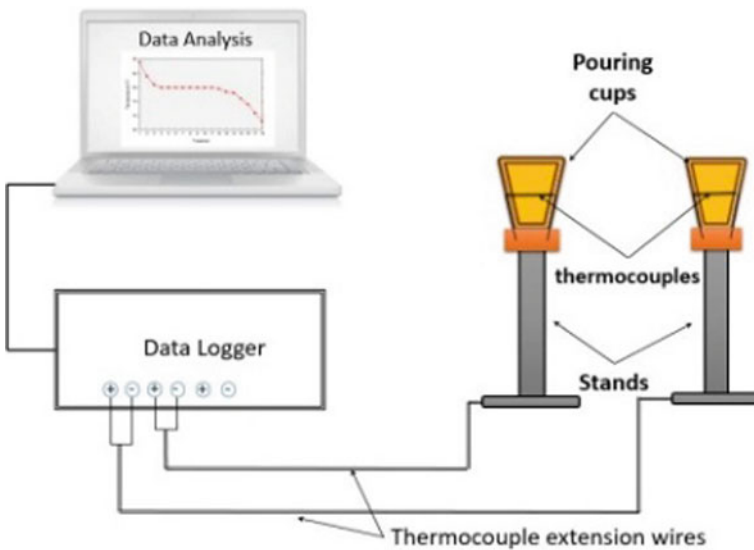 Data Analysis
Pouring
cups
thermocouples
Data Logger
+ - + - + -
Stands
Thermocouple extension wires